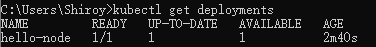 C:\Users\Shiroy>kubectl get deployments
NAME READY UP-TO-DATE AVAILABLE AGE
hello-node 1/1 1 1 2m40s